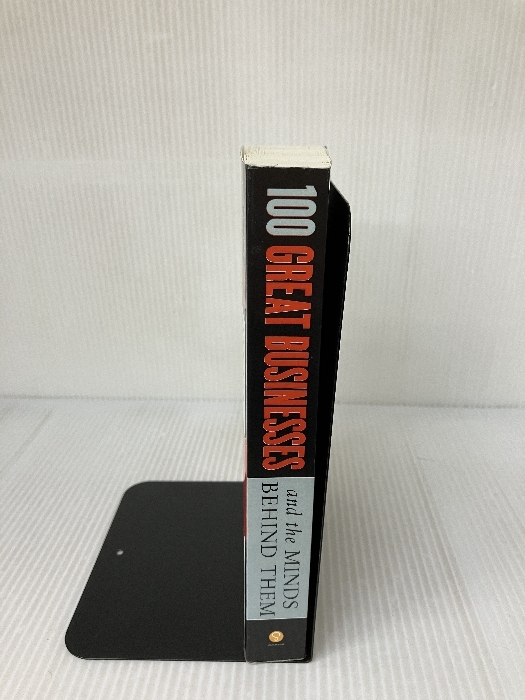 100 GREAT BUSINESSES
and the MINDS
BEHIND THEM